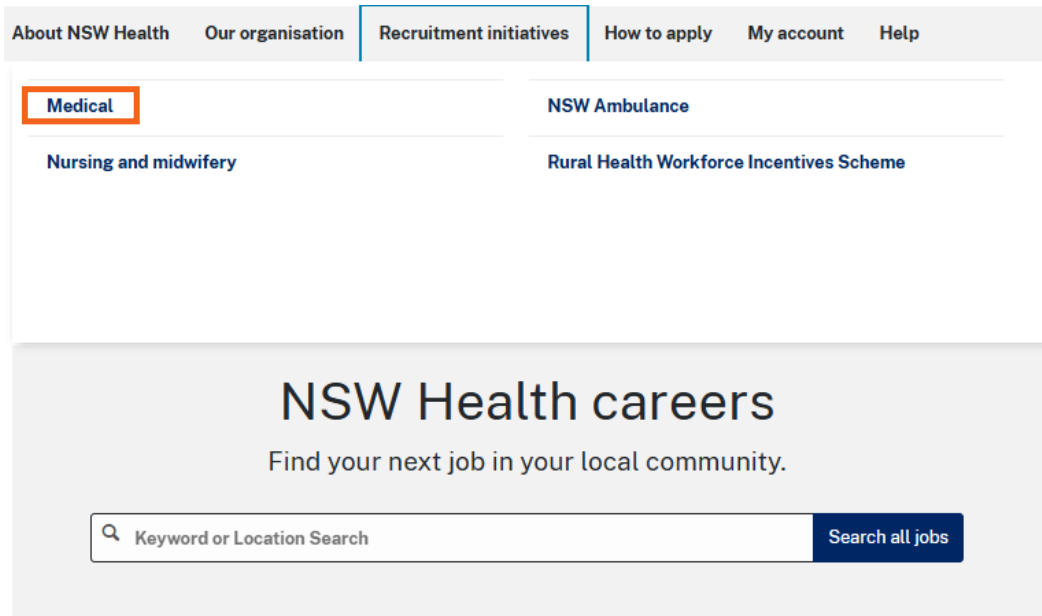 About NSW Health Our organisation Recruitment initiatives How to apply My account Help
Medical NSW Ambulance
Nursing and midwifery Rural Health Workforce Incentives Scheme
NSW Health careers
Find your next job in your local community.
Keyword or Location Search Search all jobs